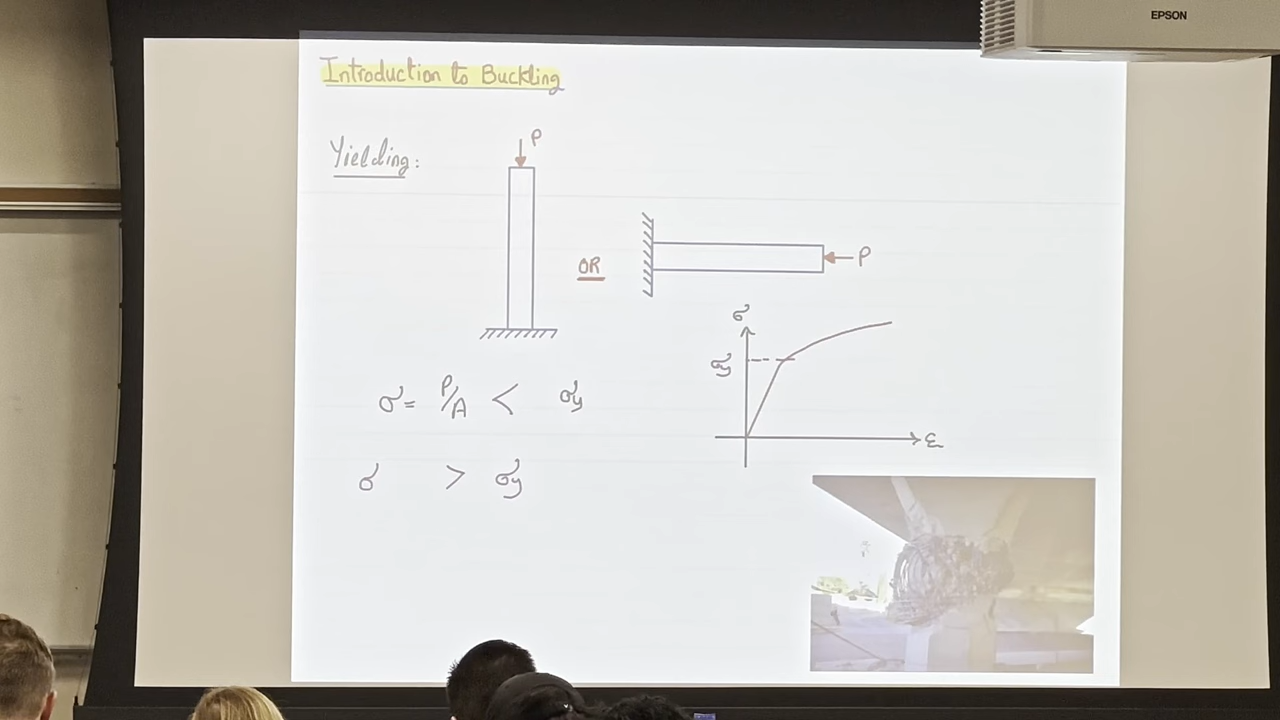 EPSON
Introduction to Buckling
Yielding:
P
OR
P
σ
σy
ε
σ = P/A < σy
σ > σy